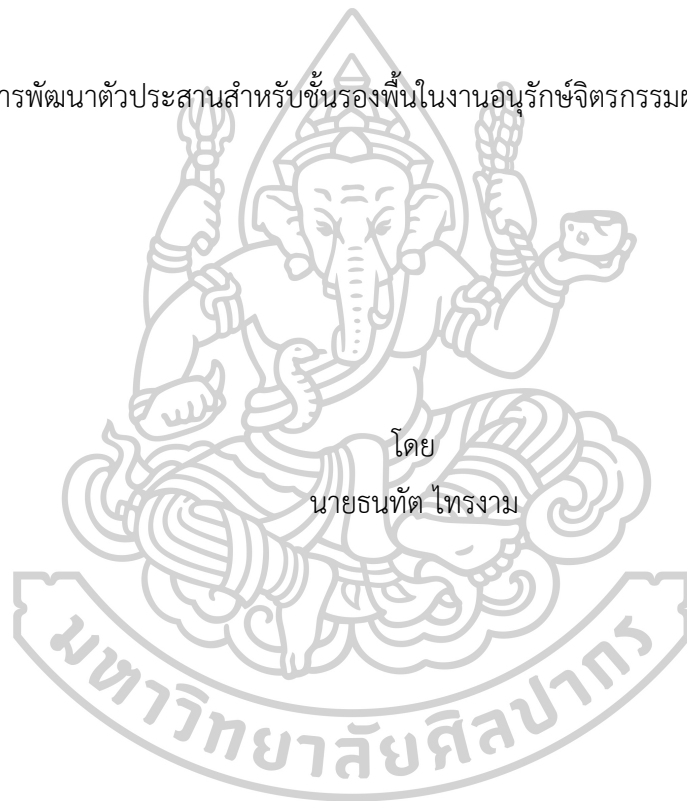 ารพัฒนาตัวประสานสำหรับชั้นรองพื้นในงานอนุรักษ์จิตรกรรมฝ
โดย
นายธนทัต ไทรงาม
มหาวิทยาลัยศิลปากร